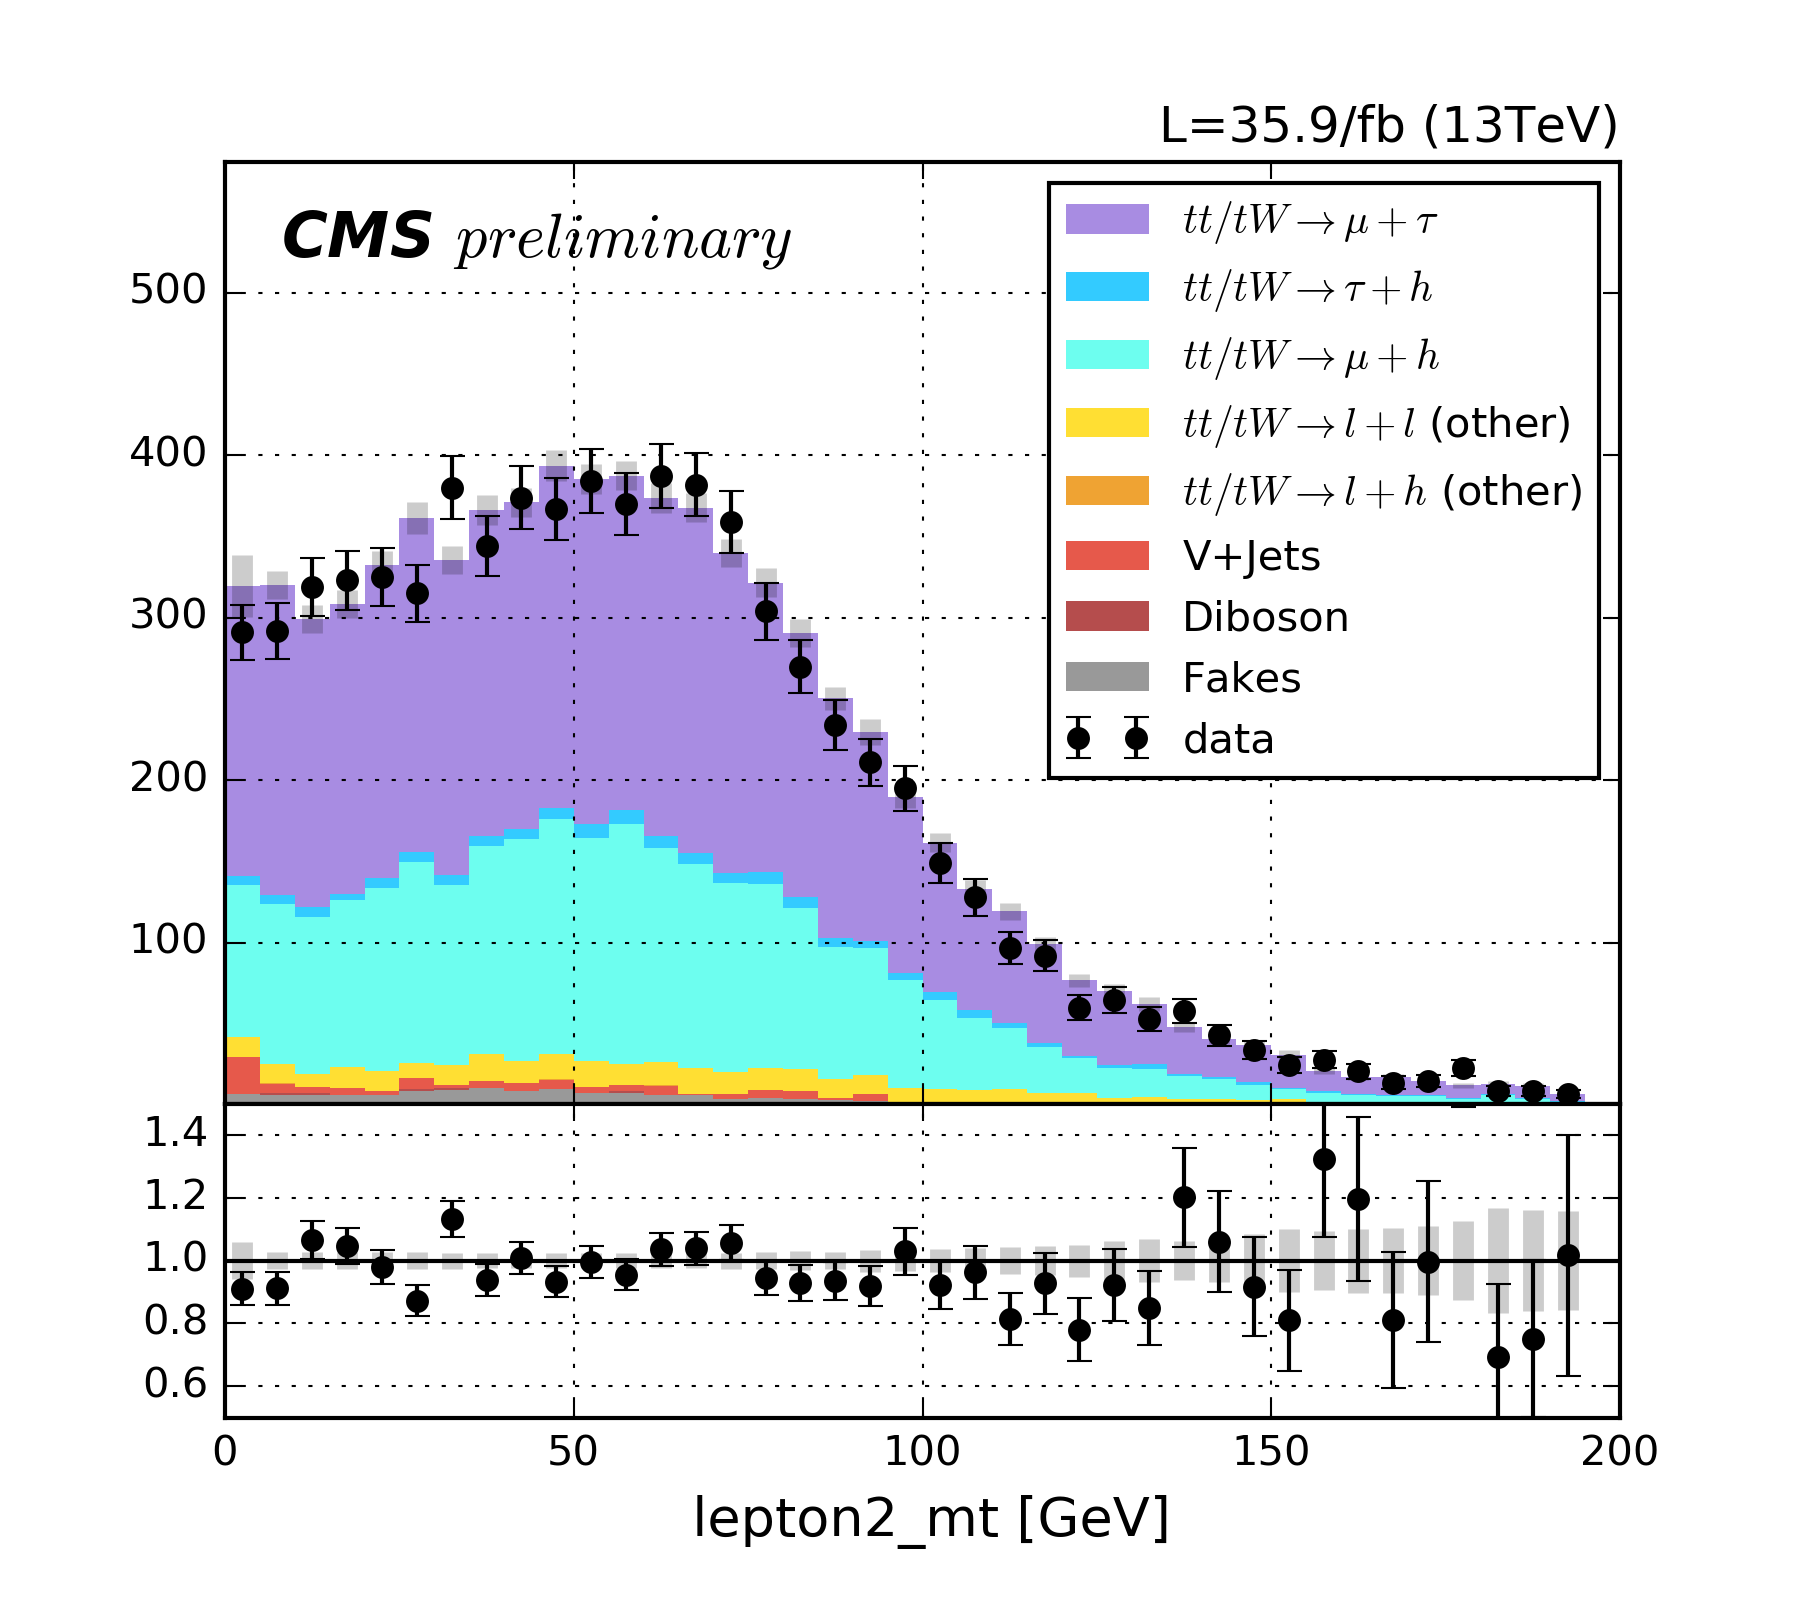 L=35.9/fb (13TeV)
CMS preliminary
tt/tW → μ + τ
tt/tW → τ + h
tt/tW → μ + h
tt/tW → l + l (other)
tt/tW → l + h (other)
V+Jets
Diboson
Fakes
data
500
400
300
200
100
1.4
1.2
1.0
0.8
0.6
0 50 100 150 200
lepton2_mt [GeV]